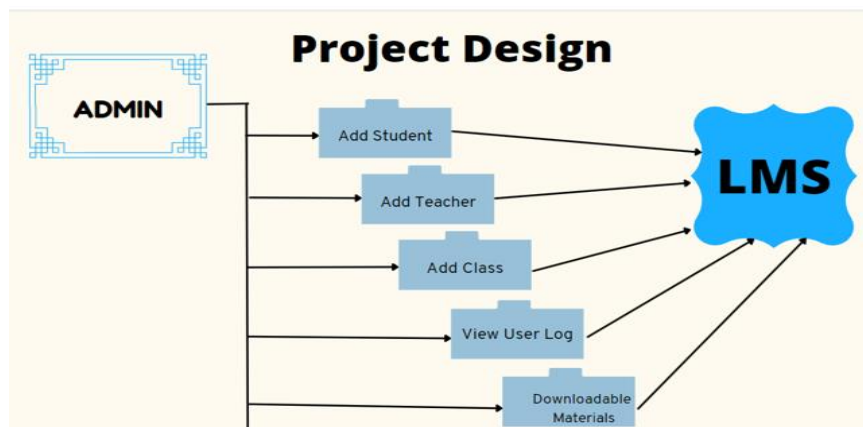 Project Design
ADMIN
Add Student
LMS
Add Teacher
Add Class
View User Log
Downloadable
Materials